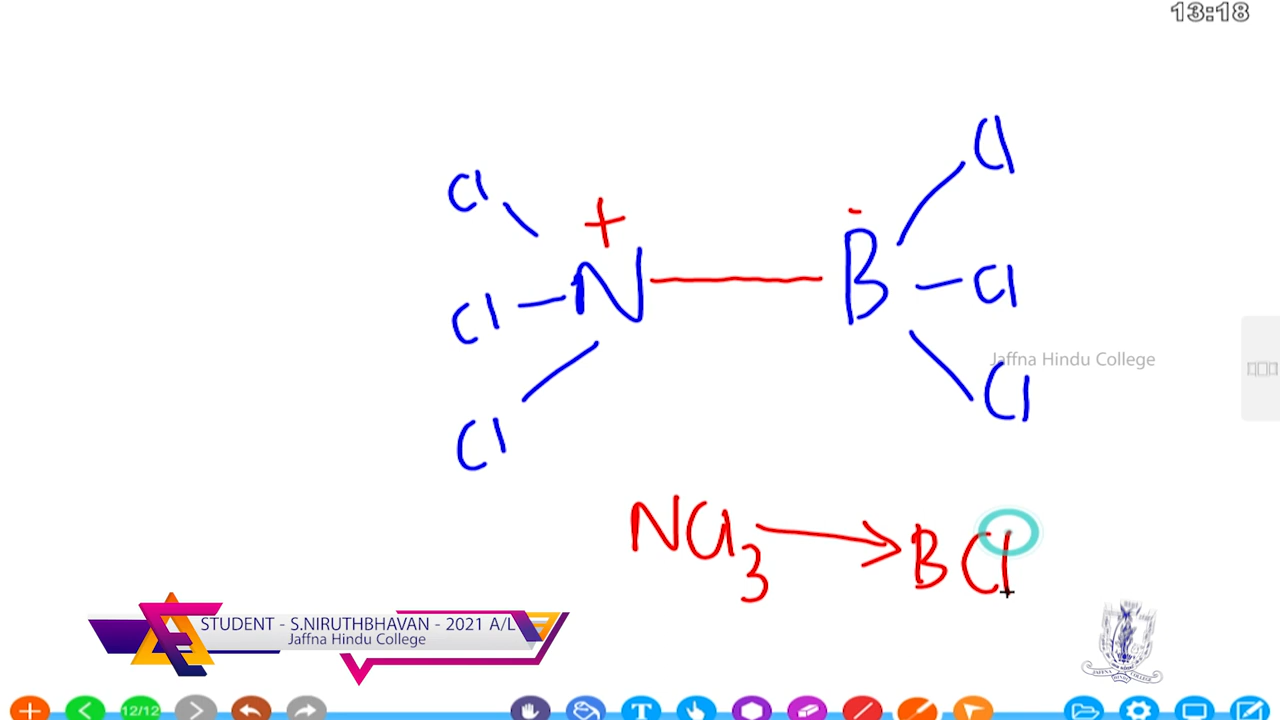 13:18
Cl
Cl
+
-
Cl — N — B — Cl
Jaffna Hindu College
Cl
Cl
NCl3 → BCl
STUDENT - S.NIRUTHBHAVAN - 2021 A/L
Jaffna Hindu College
12/12
T